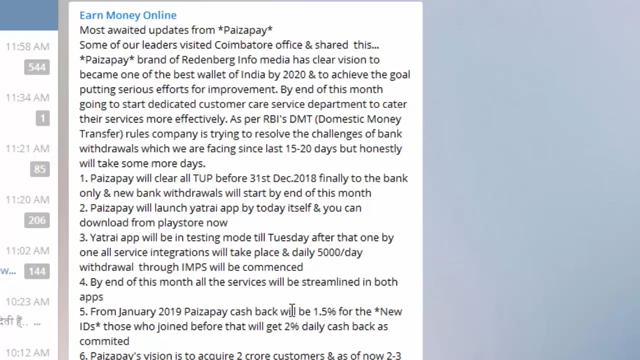 Earn Money Online
Most awaited updates from *Paizapay*
Some of our leaders visited Coimbatore office & shared this...
*Paizapay* brand of Redenberg Info media has clear vision to
became one of the best wallet of India by 2020 & to achieve the goal
putting serious efforts for improvement. By end of this month
going to start dedicated customer care service department to cater
their services more effectively. As per RBI's DMT (Domestic Money
Transfer) rules company is trying to resolve the challenges of bank
withdrawals which we are facing since last 15-20 days but honestly
will take some more days.
1. Paizapay will clear all TUP before 31st Dec.2018 finally to the bank
only & new bank withdrawals will start by end of this month
2. Paizapay will launch yatrai app by today itself & you can
download from playstore now
3. Yatrai app will be in testing mode till Tuesday after that one by
one all service integrations will take place & daily 5000/day
withdrawal through IMPS will be commenced
4. By end of this month all the services will be streamlined in both
apps
5. From January 2019 Paizapay cash back will be 1.5% for the *New
IDs* those who joined before that will get 2% daily cash back as
commited
6. Paizapay's vision is to acquire 2 crore customers & as of now 2-3
11:58 AM
544
11:34 AM
1
11:21 AM
85
11:20 AM
206
11:02 AM
w...
144
10:23 AM
10:12 AM